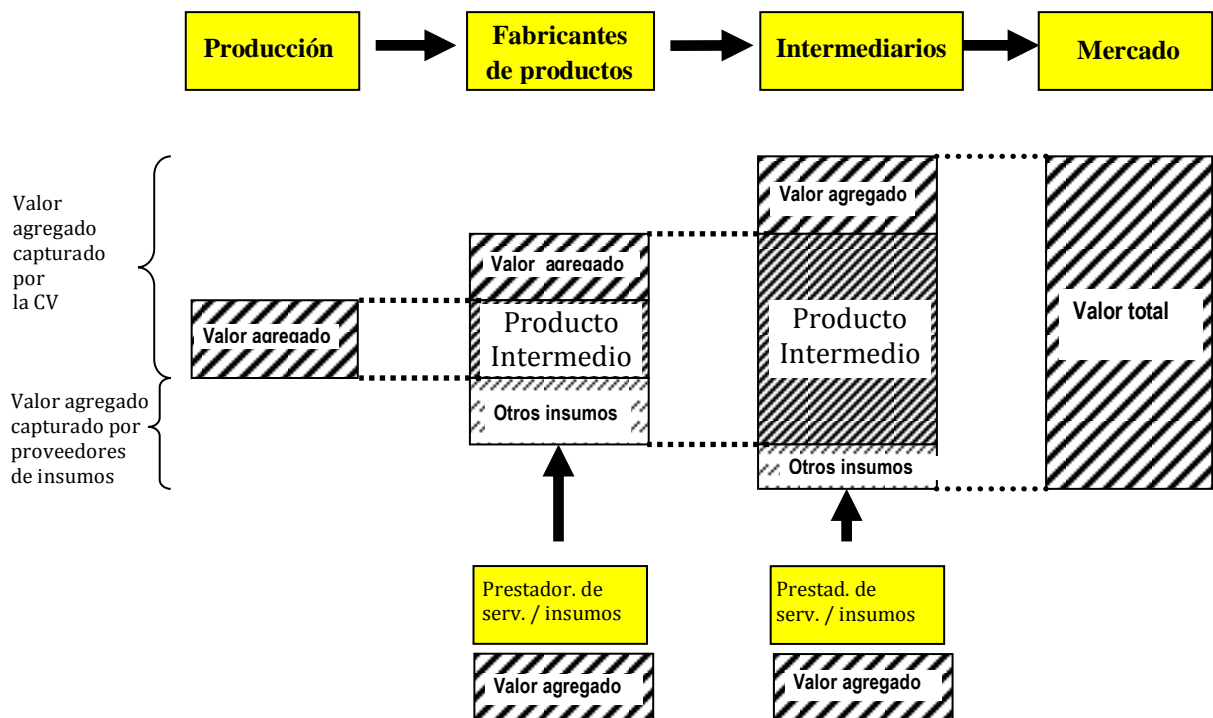 Producción
Fabricantes
de productos
Intermediarios
Mercado
Valor
agregado
capturado
por
la CV
Valor agregado
capturado por
proveedores
de insumos
Valor agregado
Valor agregado
Producto
Intermedio
Otros insumos
Valor agregado
Producto
Intermedio
Otros insumos
Valor total
Prestador. de
serv. / insumos
Valor agregado
Prestad. de
serv. / insumos
Valor agregado